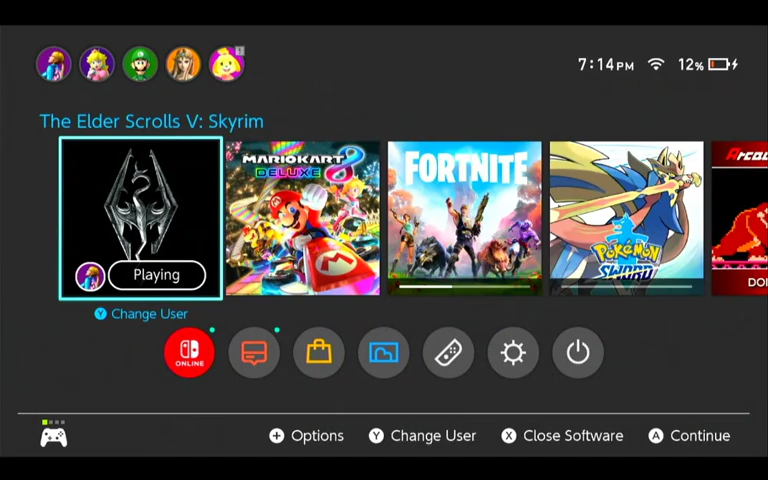 7:14PM 12%
The Elder Scrolls V: Skyrim
MARIOKART 8
DELUXE
FORTNITE
POKéMON
SWORD
Playing
Y Change User
ONLINE
+ Options Y Change User X Close Software A Continue